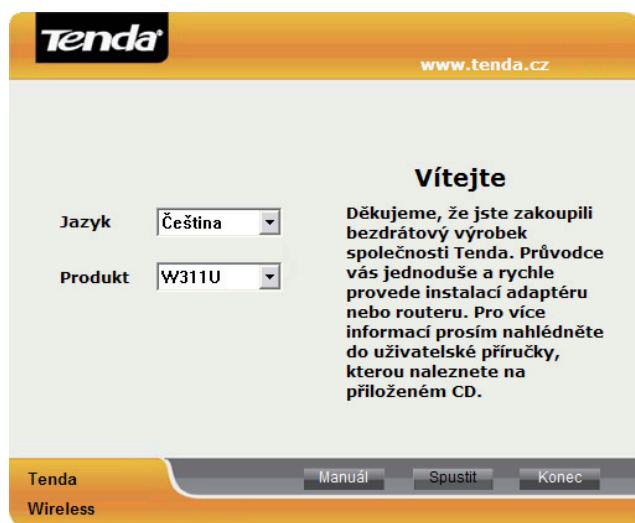 Tenda
www.tenda.cz
Vítejte
Jazyk
Čeština
Produkt
W311U
Děkujeme, že jste zakoupili
bezdrátový výrobek
společnosti Tenda. Průvodce
vás jednoduše a rychle
provede instalací adaptéru
nebo routeru. Pro více
informací prosím nahlédněte
do uživatelské příručky,
kterou naleznete na
přiloženém CD.
Tenda
Wireless
Manuál
Spustit
Konec